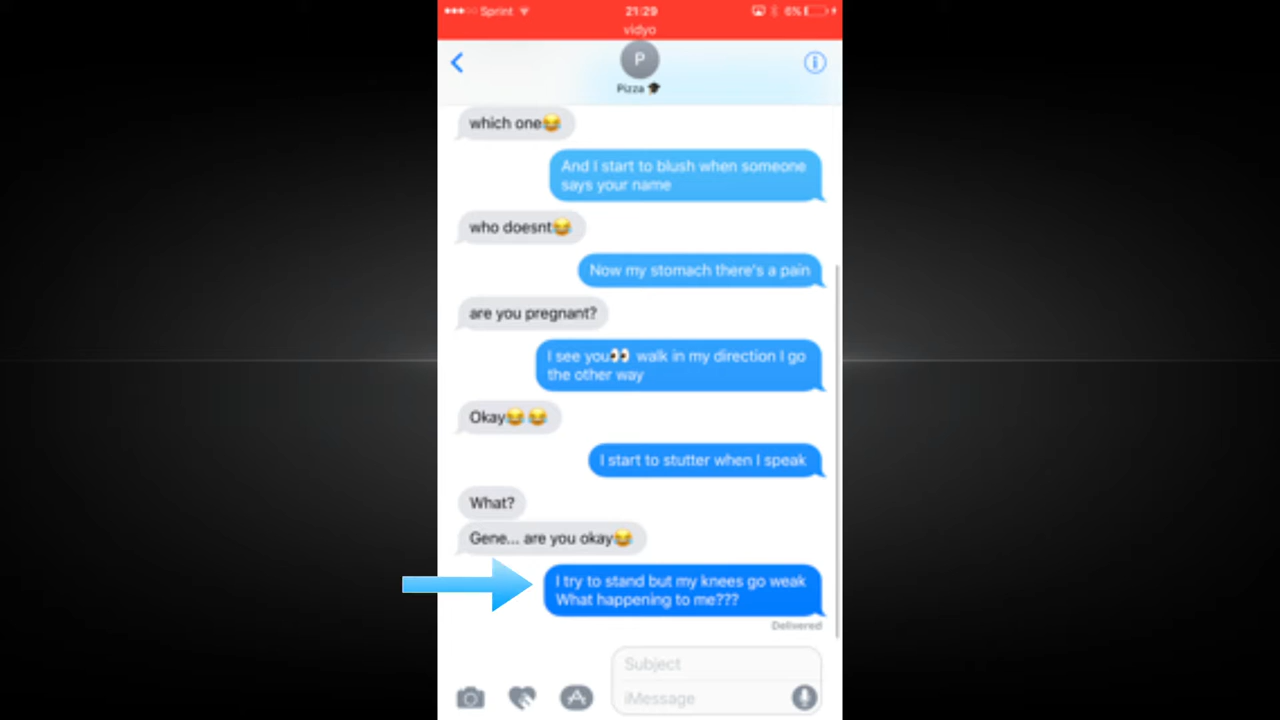 Sprint 21:29 6%
vidyo
P
Pizza 🎓
which one😂
And I start to blush when someone
says your name
who doesnt😂
Now my stomach there's a pain
are you pregnant?
I see you👀 walk in my direction I go
the other way
Okay😂 😂
I start to stutter when I speak
What?
Gene... are you okay😂
I try to stand but my knees go weak
What happening to me???
Delivered
Subject
iMessage